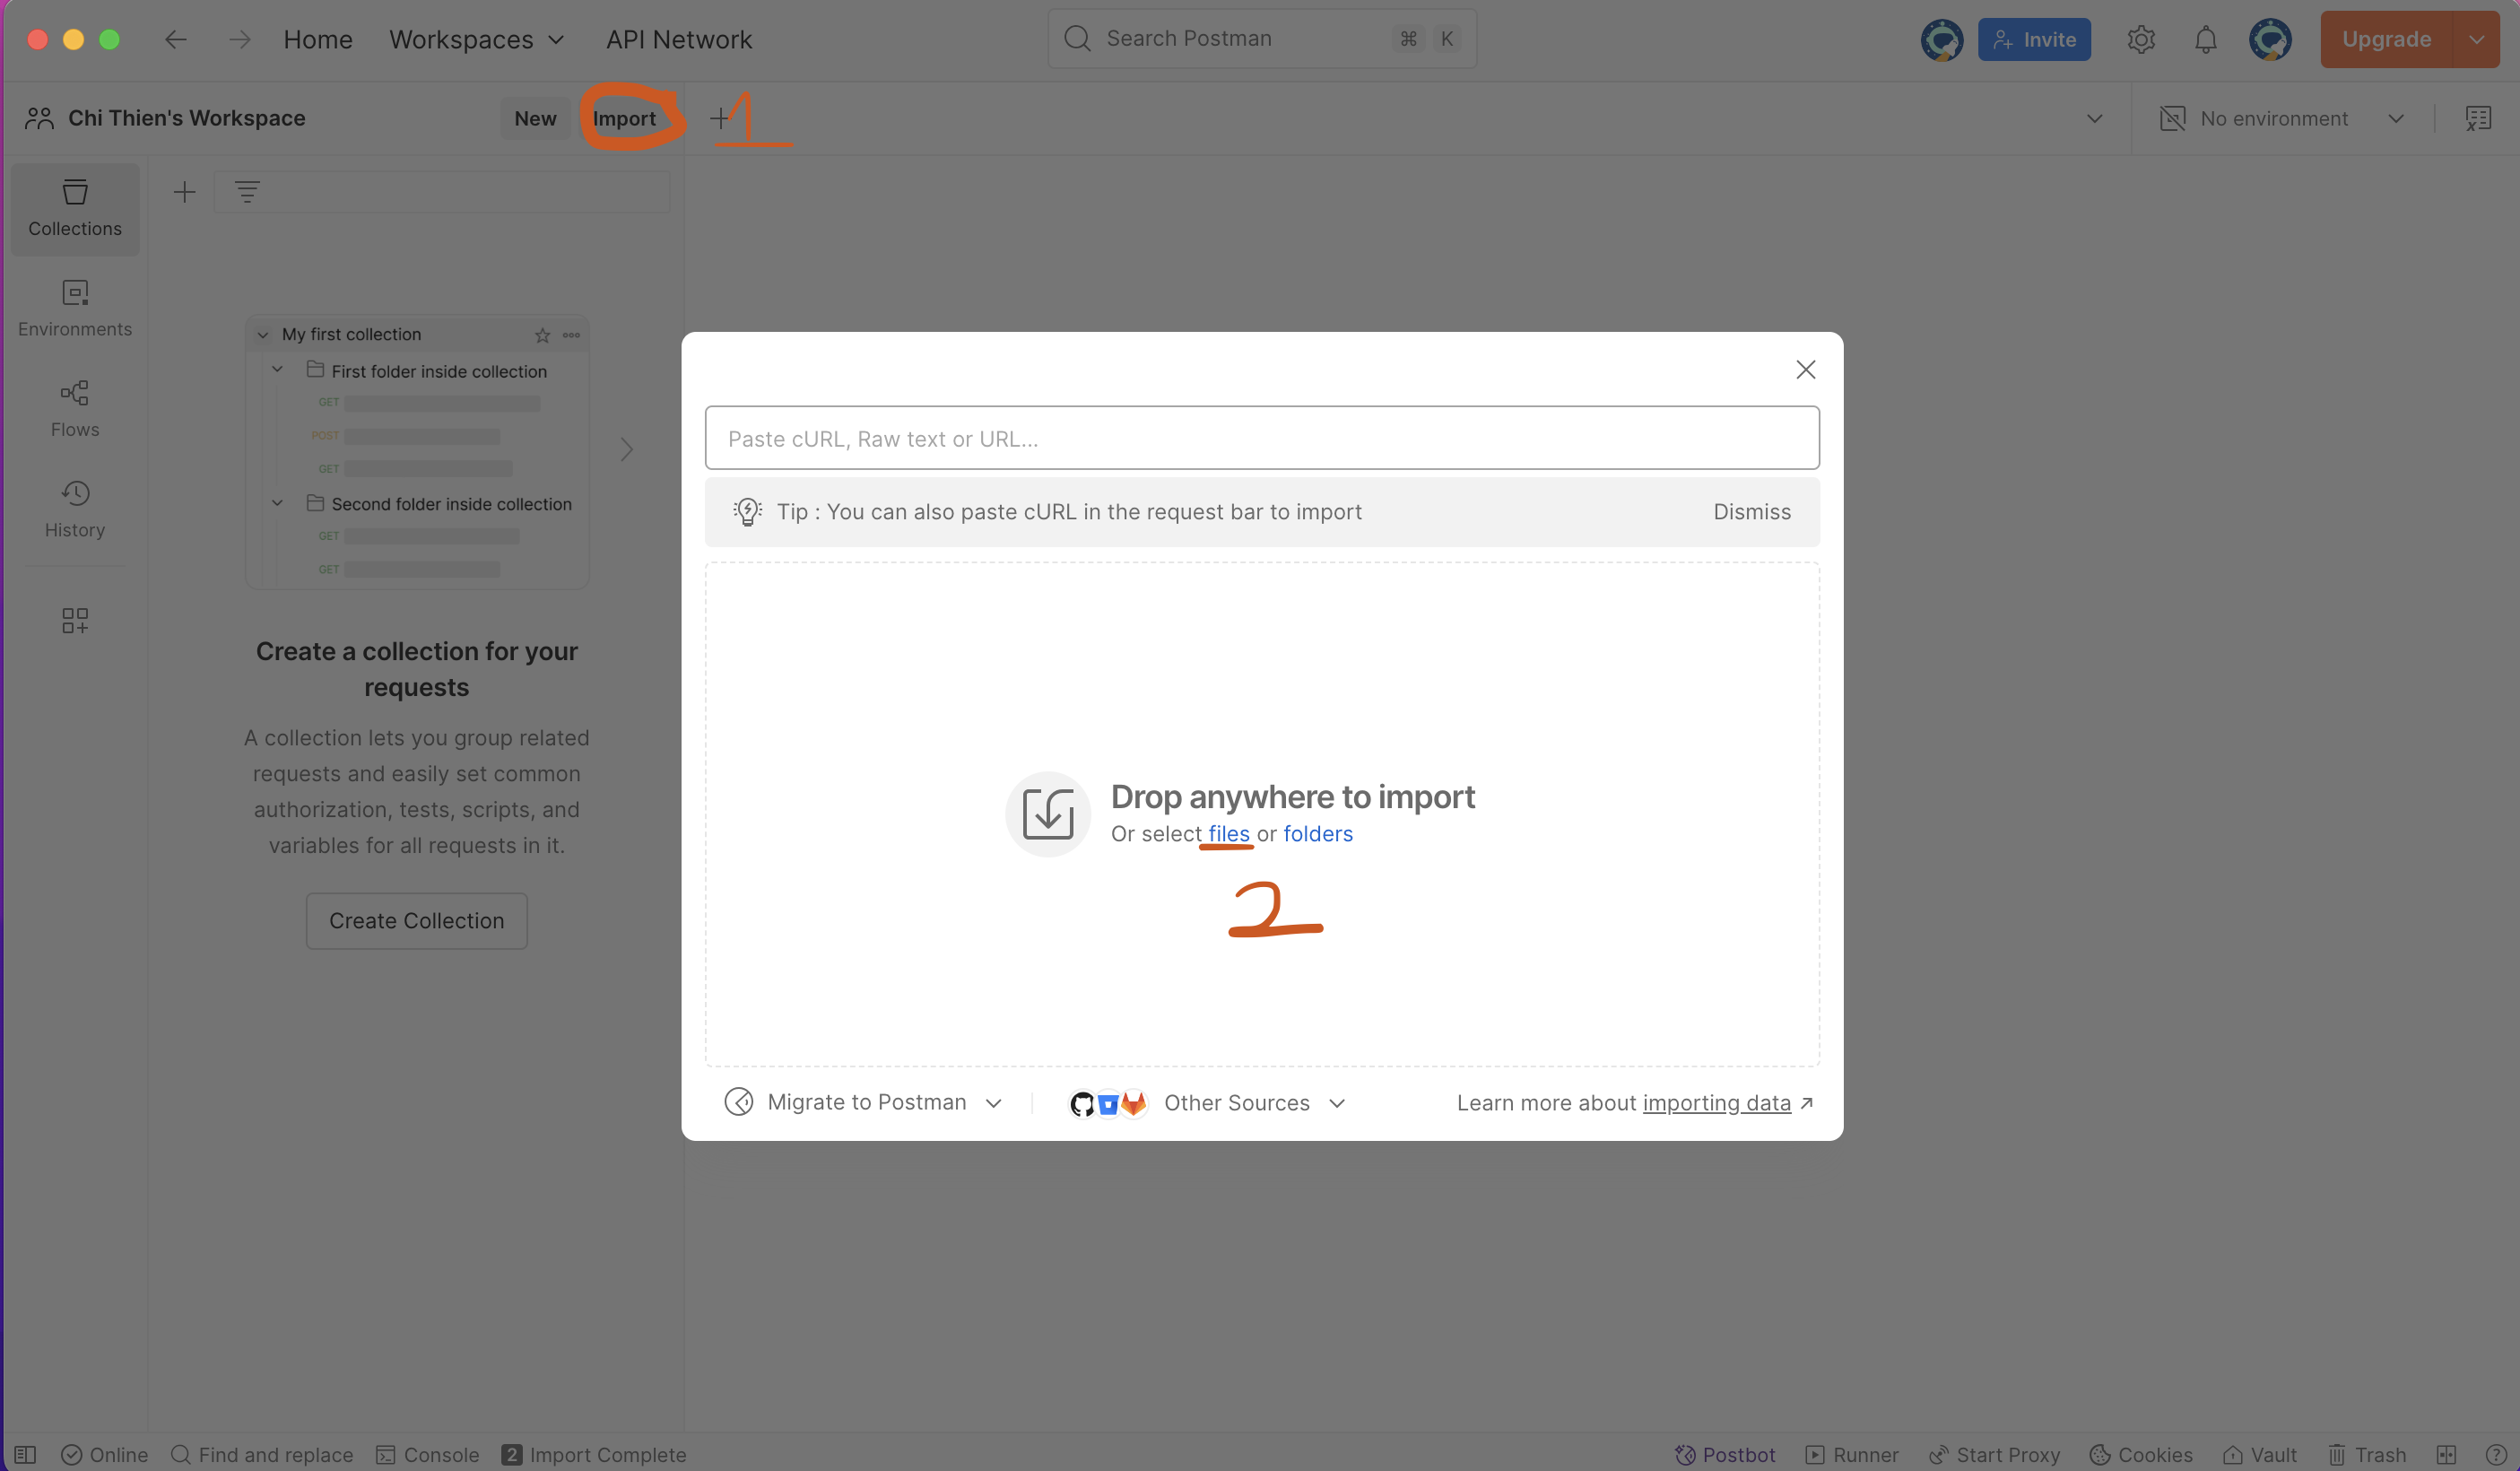 Home Workspaces API Network Search Postman ⌘ K Invite Upgrade
Chi Thien's Workspace New Import 1 No environment
Collections
Environments
Flows
History
My first collection
First folder inside collection
GET
POST
GET
Second folder inside collection
GET
GET
Create a collection for your
requests
A collection lets you group related
requests and easily set common
authorization, tests, scripts, and
variables for all requests in it.
Create Collection
Paste cURL, Raw text or URL...
Tip : You can also paste cURL in the request bar to import Dismiss
Drop anywhere to import
Or select files or folders
2
Migrate to Postman Other Sources Learn more about importing data ↗
Online Find and replace Console 2 Import Complete Postbot Runner Start Proxy Cookies Vault Trash